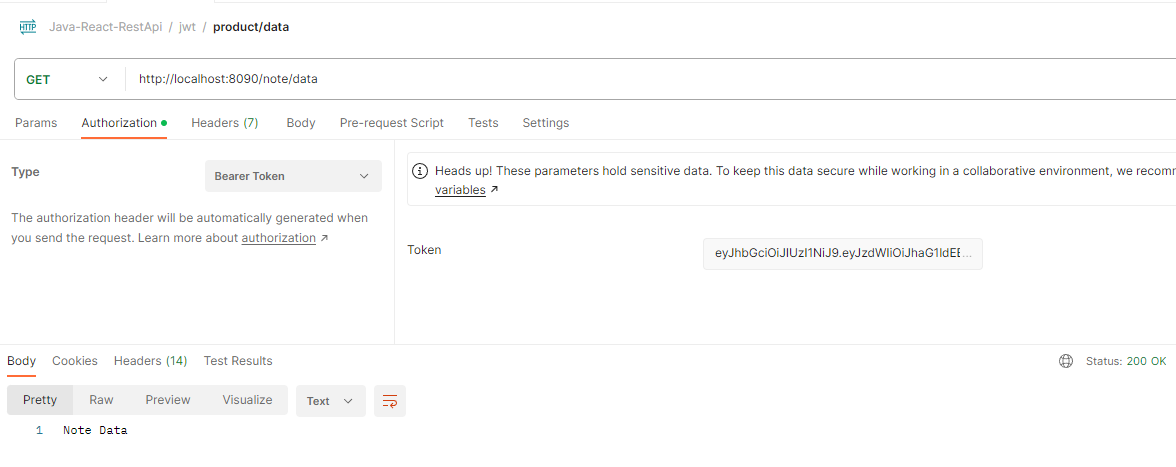 HTTP Java-React-RestApi / jwt / product/data
GET http://localhost:8090/note/data
Params Authorization Headers (7) Body Pre-request Script Tests Settings
Type Bearer Token
Heads up! These parameters hold sensitive data. To keep this data secure while working in a collaborative environment, we recomm
variables ↗
The authorization header will be automatically generated when
you send the request. Learn more about authorization ↗
Token eyJhbGciOiJIUzI1NiJ9.eyJzdWIiOiJhaG1ldEE...
Body Cookies Headers (14) Test Results Status: 200 OK
Pretty Raw Preview Visualize Text
1 Note Data